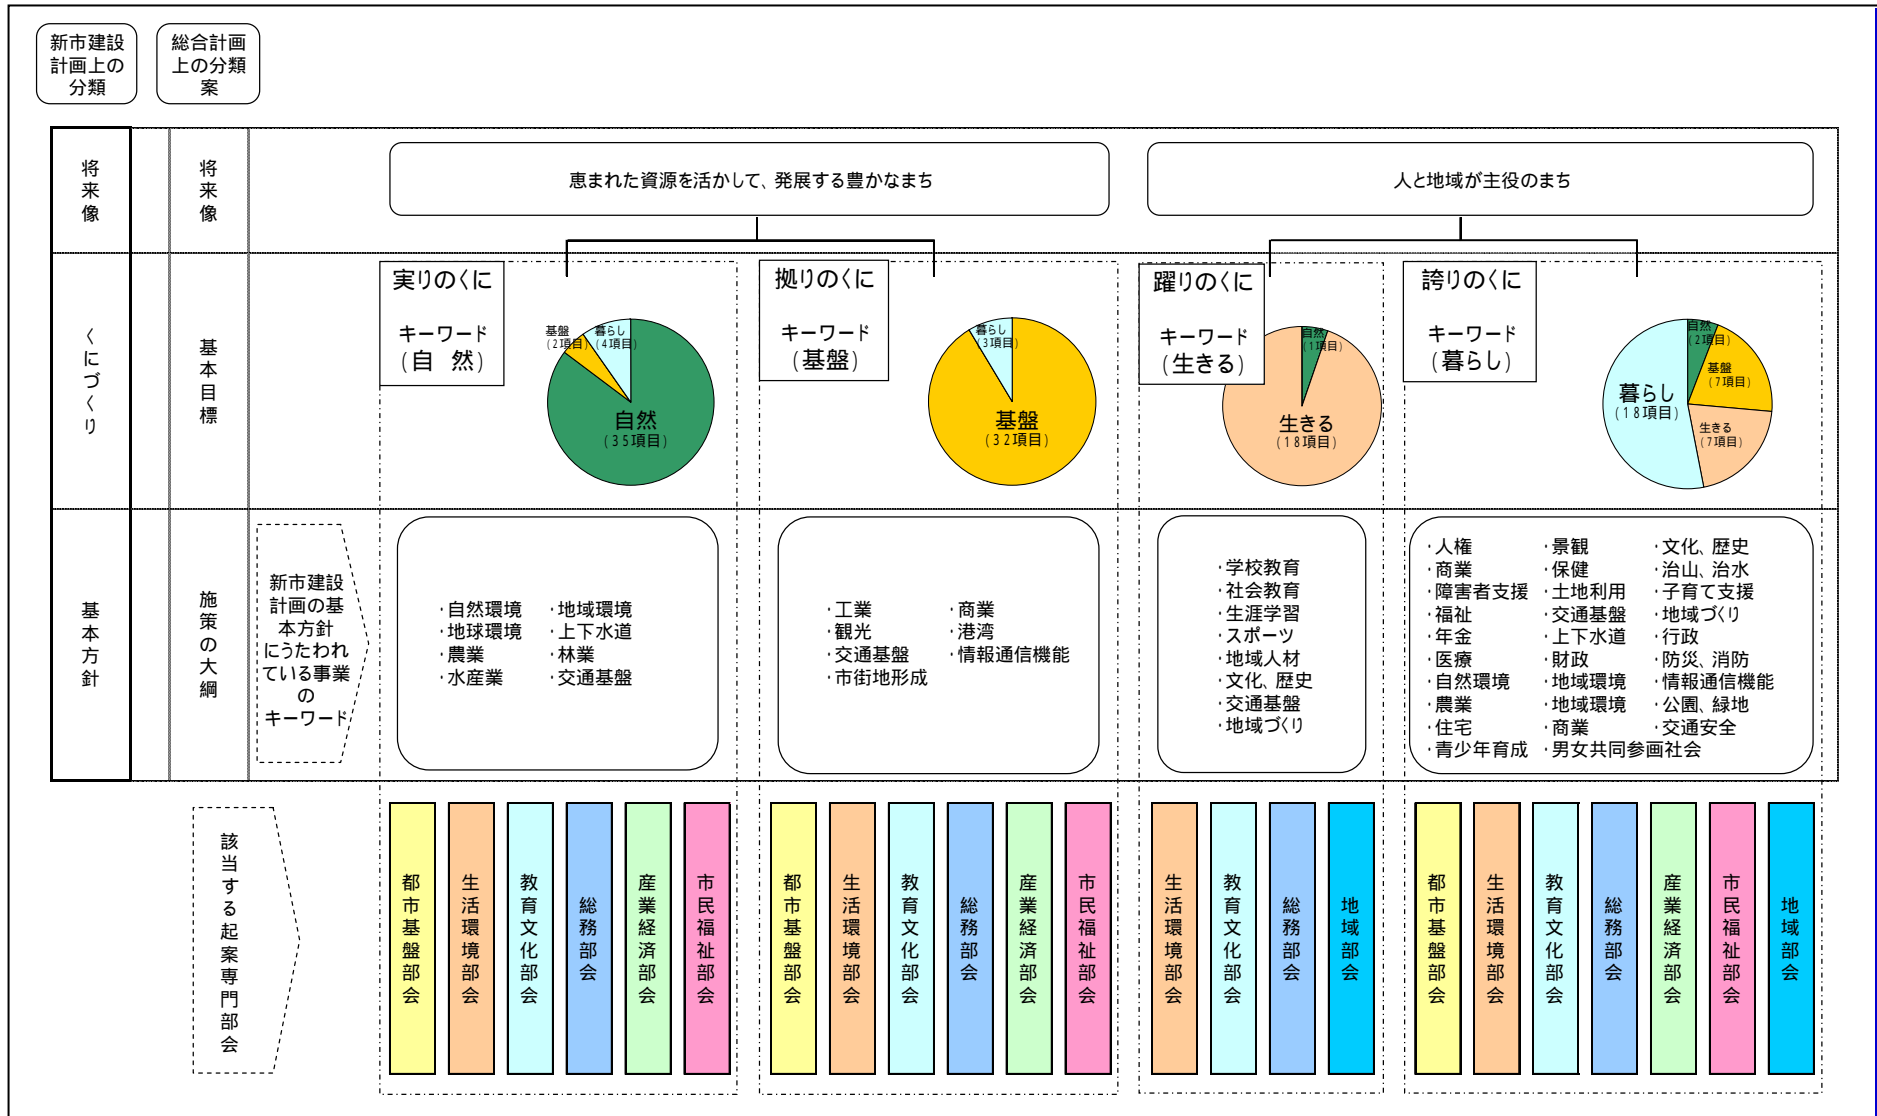 新市建設
計画上の
分類
総合計画
上の分類
案
将来像
将来像
恵まれた資源を活かして、発展する豊かなまち
人と地域が主役のまち
くにづくり
基本目標
実りのくに
キーワード
(自　然)
基盤
(2項目)
暮らし
(4項目)
自然
(35項目)
拠りのくに
キーワード
(基盤)
暮らし
(3項目)
基盤
(32項目)
躍りのくに
キーワード
(生きる)
自然
(1項目)
生きる
(18項目)
誇りのくに
キーワード
(暮らし)
自然
(2項目)
基盤
(7項目)
暮らし
(18項目)
生きる
(7項目)
基本方針
施策の大綱
新市建設
計画の基
本方針
にうたわれ
ている事業
の
キーワード
・自然環境　・地域環境
・地球環境　・上下水道
・農業　・林業
・水産業　・交通基盤
・工業　・商業
・観光　・港湾
・交通基盤　・情報通信機能
・市街地形成
・学校教育
・社会教育
・生涯学習
・スポーツ
・地域人材
・文化、歴史
・交通基盤
・地域づくり
・人権　・景観　・文化、歴史
・商業　・保健　・治山、治水
・障害者支援　・土地利用　・子育て支援
・福祉　・交通基盤　・地域づくり
・年金　・上下水道　・行政
・医療　・財政　・防災、消防
・自然環境　・地域環境　・情報通信機能
・農業　・地域環境　・公園、緑地
・住宅　・商業　・交通安全
・青少年育成　・男女共同参画社会
該当する起案専門部会
都市基盤部会
生活環境部会
教育文化部会
総務部会
産業経済部会
市民福祉部会
都市基盤部会
生活環境部会
教育文化部会
総務部会
産業経済部会
市民福祉部会
生活環境部会
教育文化部会
総務部会
地域部会
都市基盤部会
生活環境部会
教育文化部会
総務部会
産業経済部会
市民福祉部会
地域部会